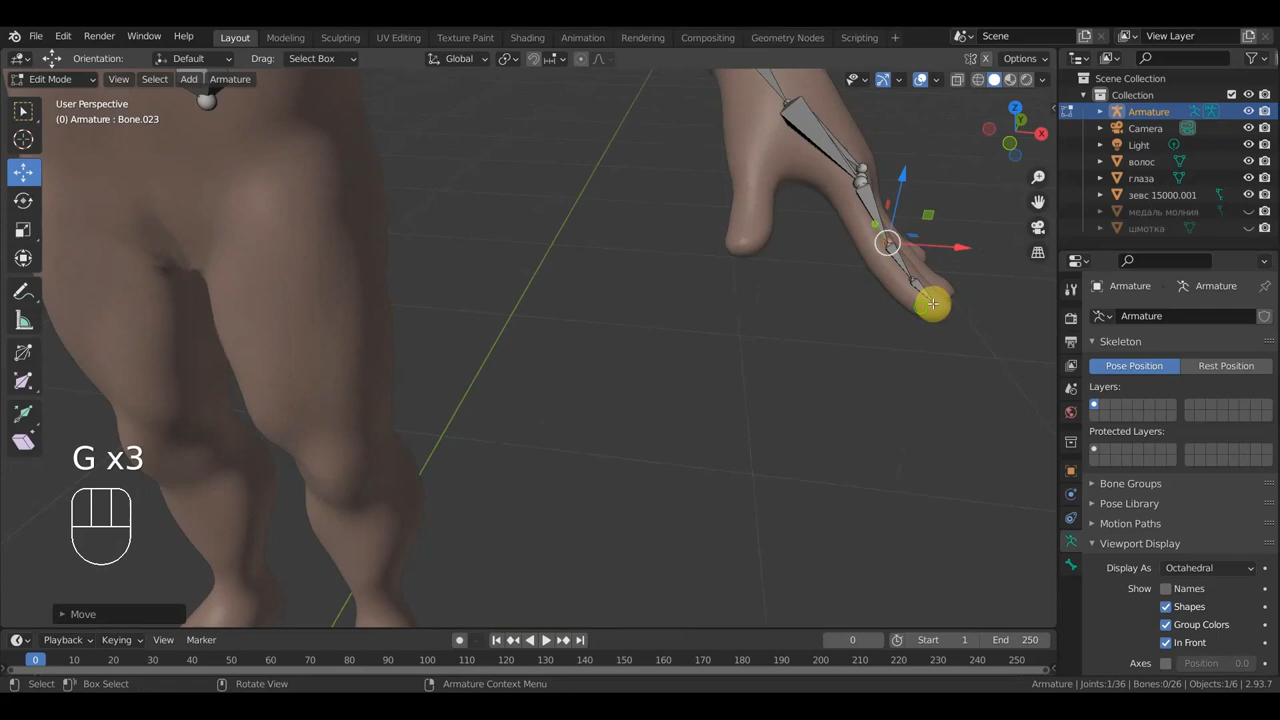 File Edit Render Window Help Layout Modeling Sculpting UV Editing Texture Paint Shading Animation Rendering Compositing Geometry Nodes Scripting + Scene View Layer
Orientation: Default Drag: Select Box Global X Options
Edit Mode View Select Add Armature
User Perspective
(0) Armature : Bone.023
Z
Y
X
G x3
Move
Scene Collection
Collection
Armature
Camera
Light
волос
глаза
зевс 15000.001
медаль молния
шмотка
Armature Armature
Armature
Skeleton
Pose Position Rest Position
Layers:
Protected Layers:
Bone Groups
Pose Library
Motion Paths
Viewport Display
Display As Octahedral
Show Names
Shapes
Group Colors
In Front
Axes Position 0.0
Playback Keying View Marker 0 Start 1 End 250
0 10 20 30 40 50 60 70 80 90 100 110 120 130 140 150 160 170 180 190 200 210 220 230 240 250
Select Box Select Rotate View Armature Context Menu Armature | Joints:1/36 | Bones:0/26 | Objects:1/6 | 2.93.7